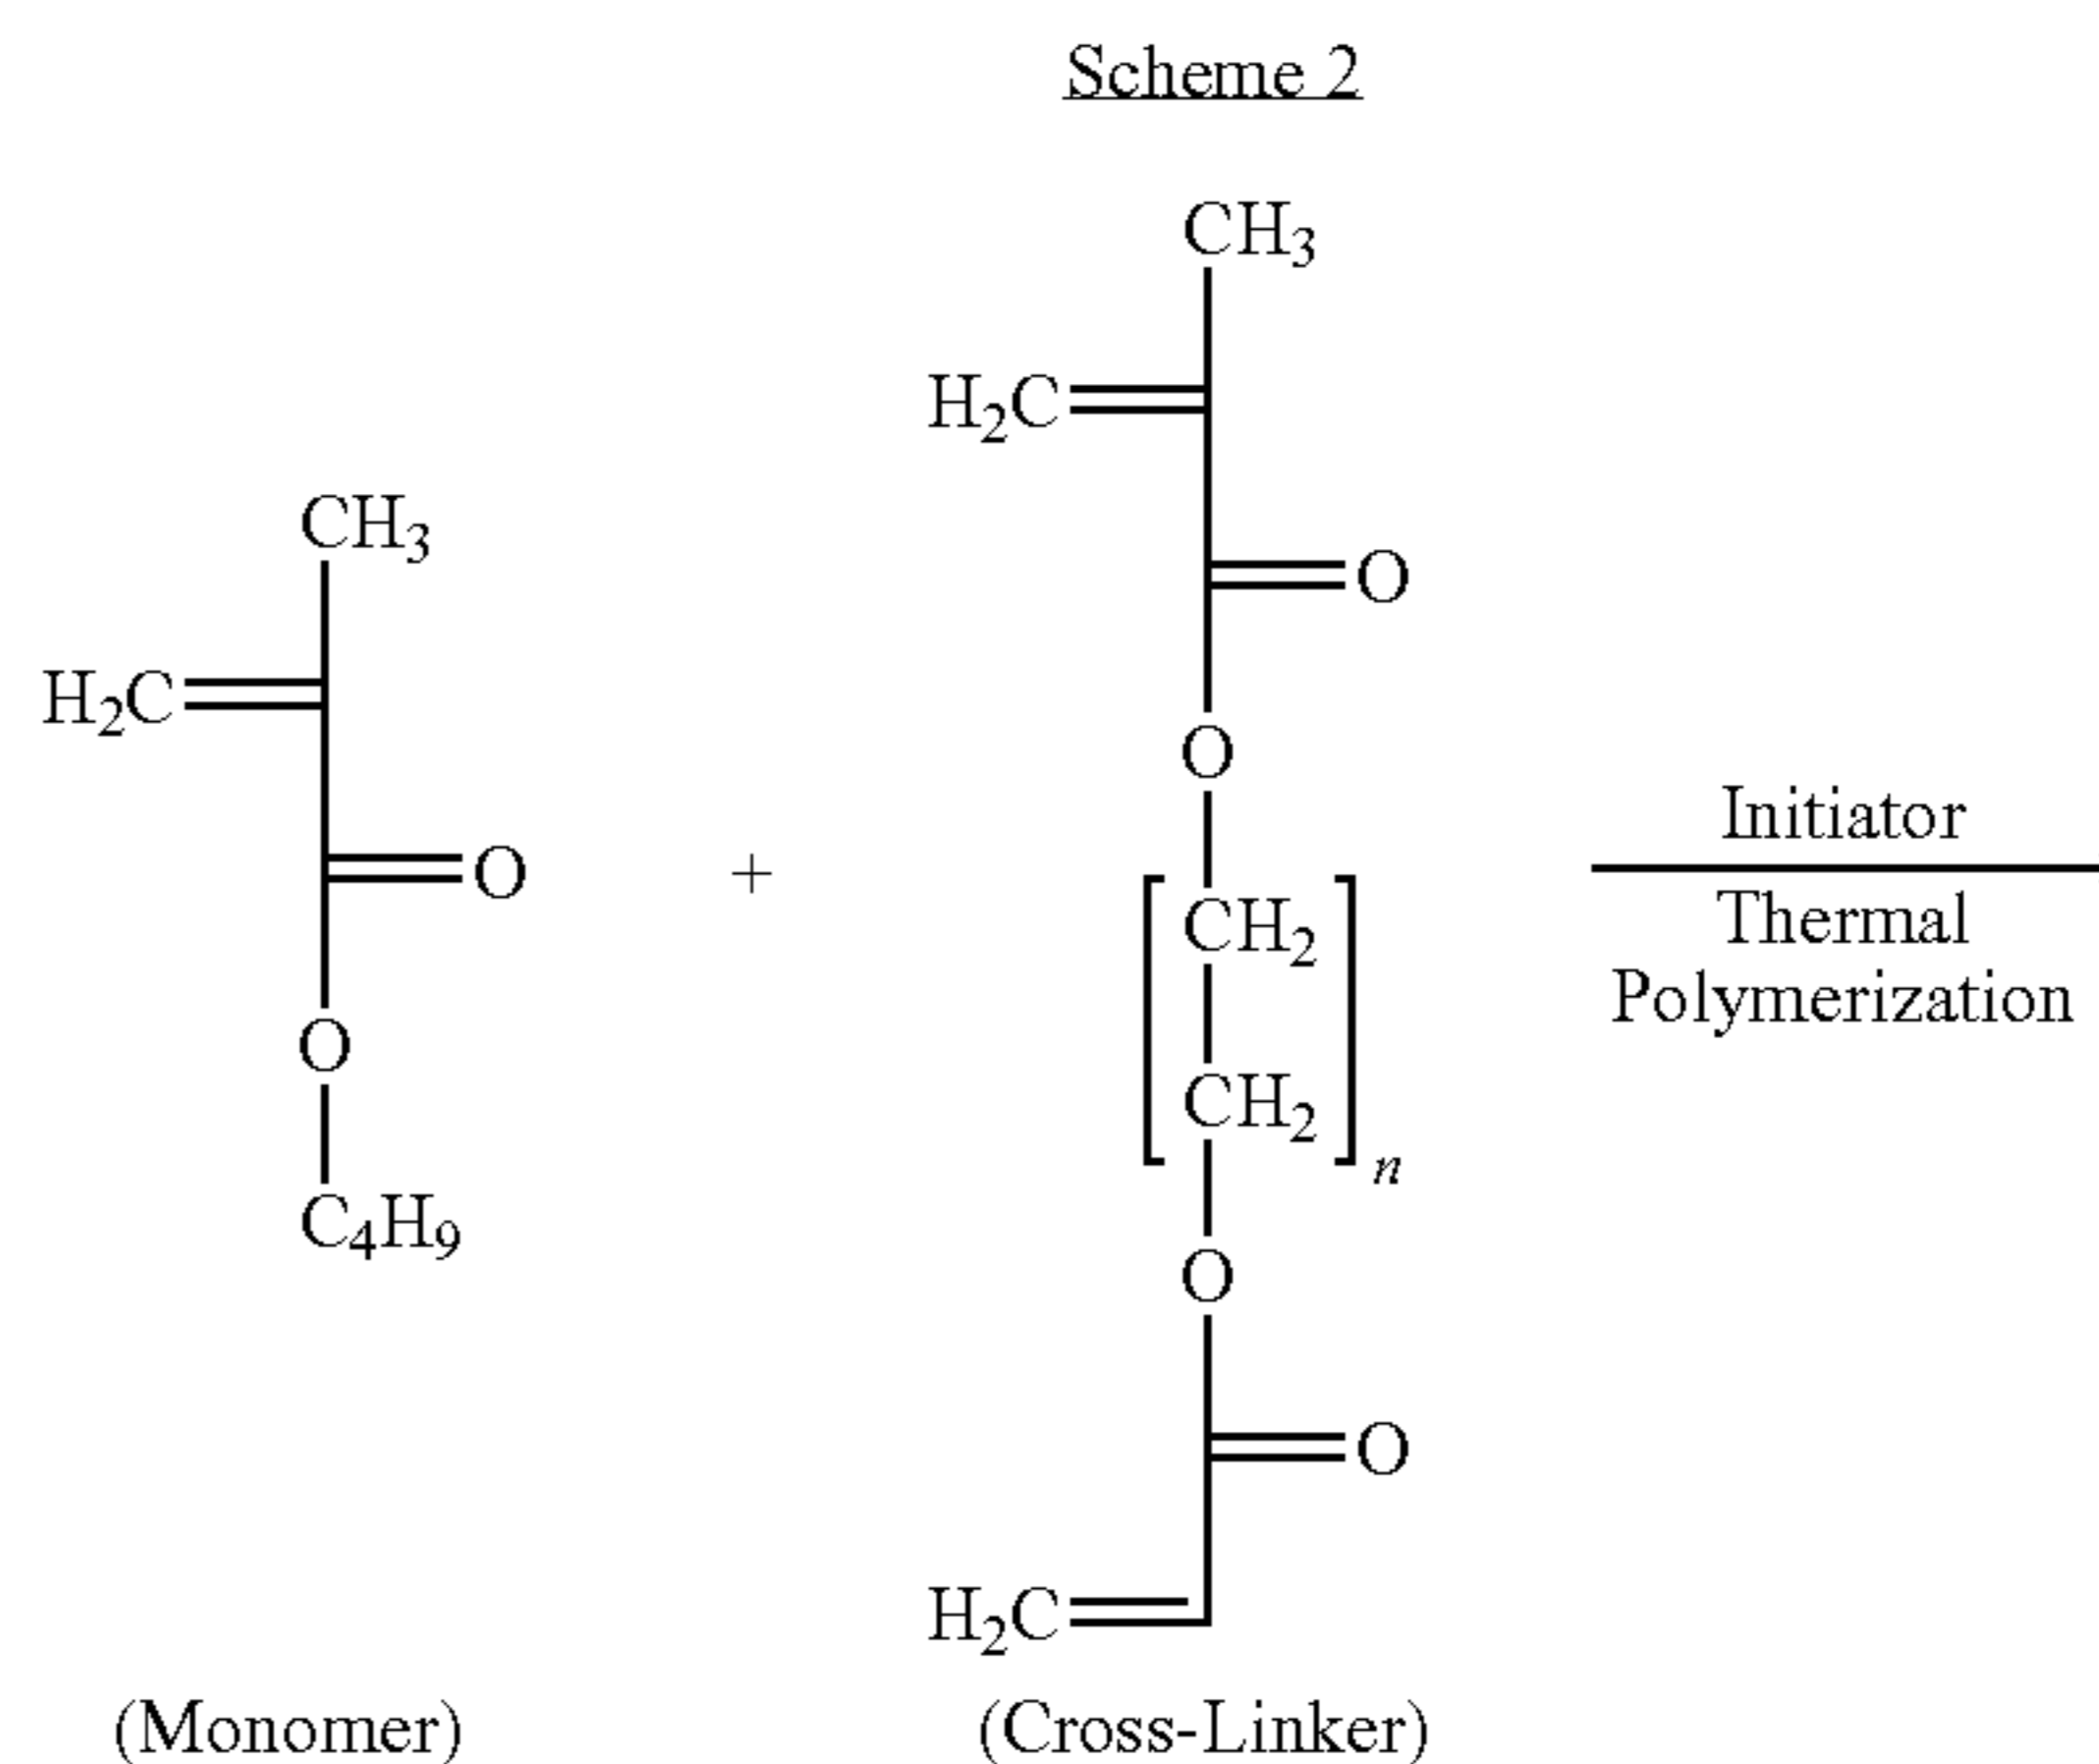 Scheme 2
CH3
H2C
O
O
C4H9
(Monomer)
+
CH3
H2C
O
O
CH2
CH2
n
O
O
H2C
(Cross-Linker)
Initiator
Thermal
Polymerization